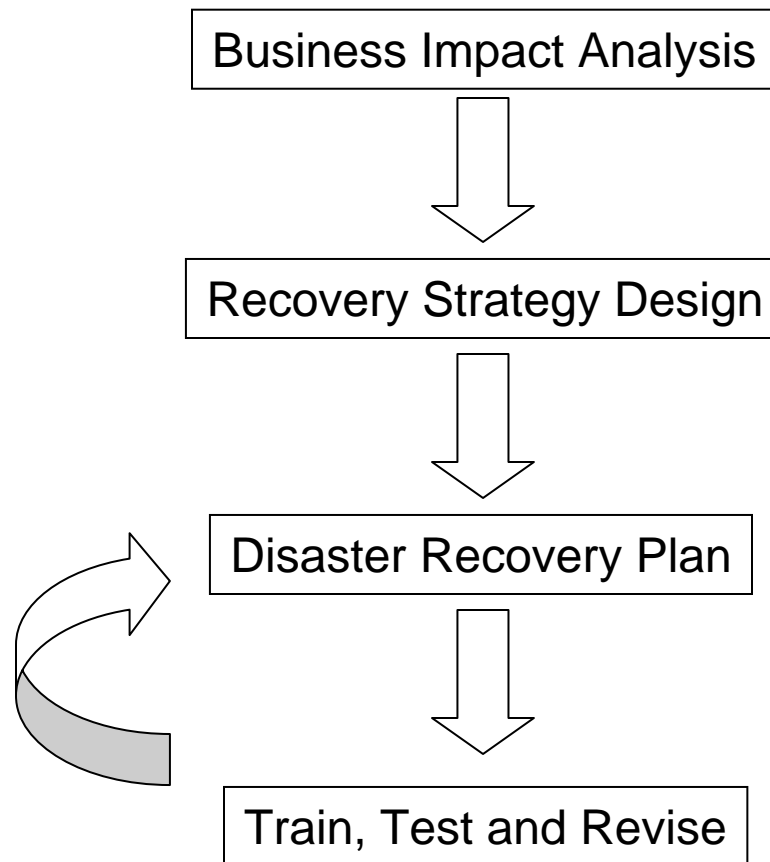 Business Impact Analysis
Recovery Strategy Design
Disaster Recovery Plan
Train, Test and Revise